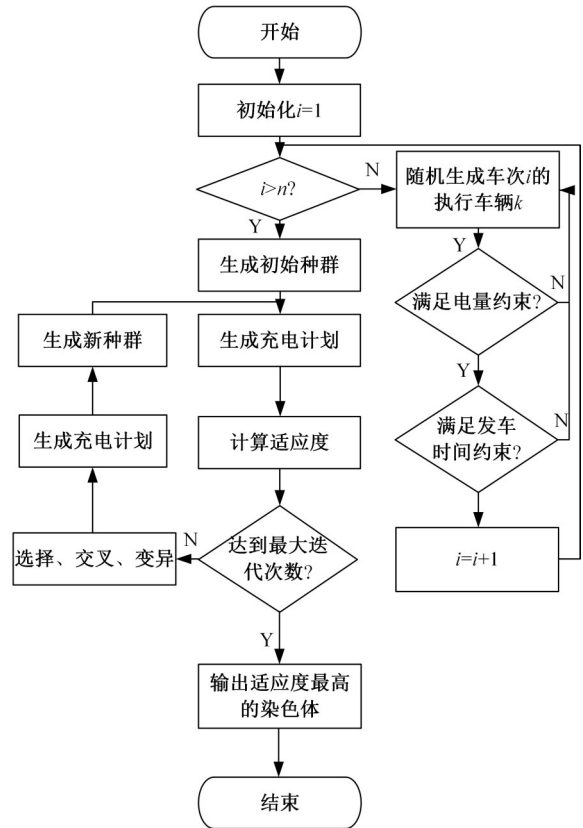 开始
初始化i=1
i>n?
N
Y
随机生成车次i的
执行车辆k
Y
满足电量约束?
N
Y
满足发车
时间约束?
N
i=i+1
生成初始种群
生成新种群
生成充电计划
生成充电计划
计算适应度
选择、交叉、变异
N
达到最大迭
代次数?
Y
输出适应度最高
的染色体
结束